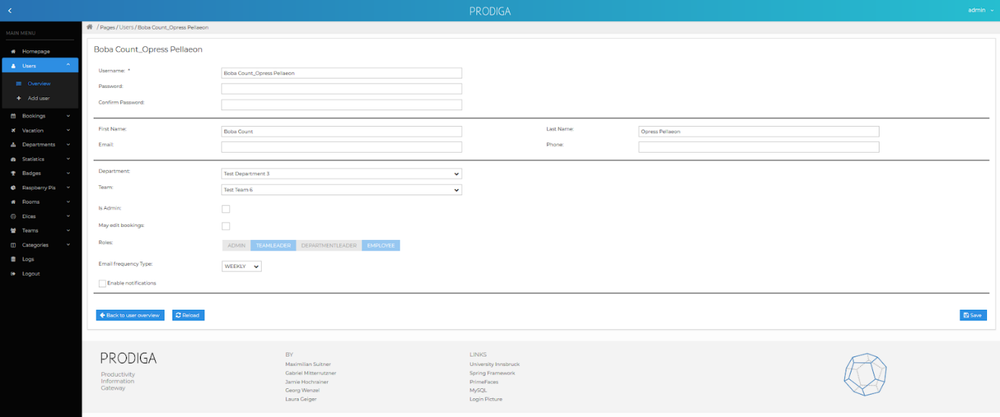 PRODIGA
admin
MAIN MENU
Homepage
Users
Overview
Add user
Bookings
Vacation
Departments
Statistics
Badges
Raspberry Pis
Rooms
Dices
Teams
Categories
Logs
Logout
/ Pages / Users / Boba Count_Opress Pellaeon
Boba Count_Opress Pellaeon
Username: * Boba Count_Opress Pellaeon
Password:
Confirm Password:
First Name: Boba Count Last Name: Opress Pellaeon
Email: Phone:
Department: Test Department 3
Team: Test Team 6
Is Admin:
May edit bookings:
Roles: ADMIN TEAMLEADER DEPARTMENTLEADER EMPLOYEE
Email frequency Type: WEEKLY
Enable notifications
Back to user overview Reload Save
PRODIGA
Productivity
Information
Gateway
BY
Maximilian Suitner
Gabriel Mitterrutzner
Jamie Hochrainer
Georg Wenzel
Laura Geiger
LINKS
University Innsbruck
Spring Framework
PrimeFaces
MySQL
Login Picture